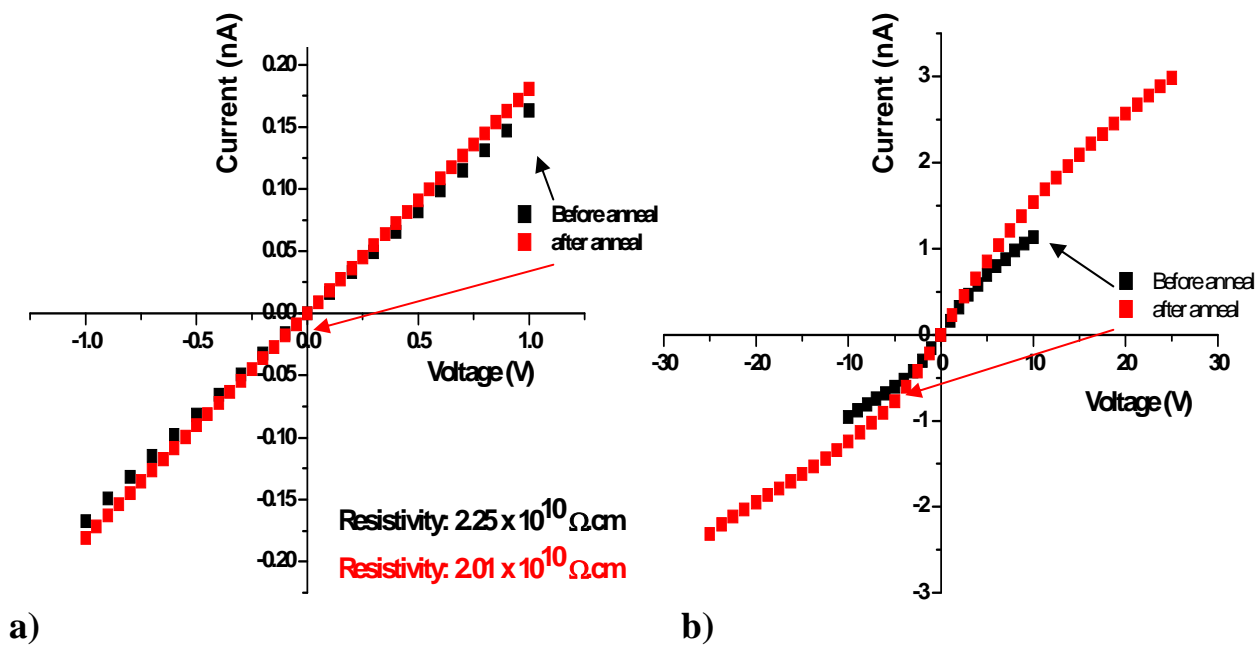 Current (nA)
0.20
0.15
0.10
0.05
0.00
-1.0
-0.5
0.0
0.5
1.0
-0.05
-0.10
-0.15
-0.20
Voltage (V)
Before anneal
after anneal
Resistivity: 2.25 x 10^10 Ω.cm
Resistivity: 2.01 x 10^10 Ω.cm
a)
Current (nA)
3
2
1
0
-30
-20
-10
0
10
20
30
-1
-2
-3
Voltage (V)
Before anneal
after anneal
b)